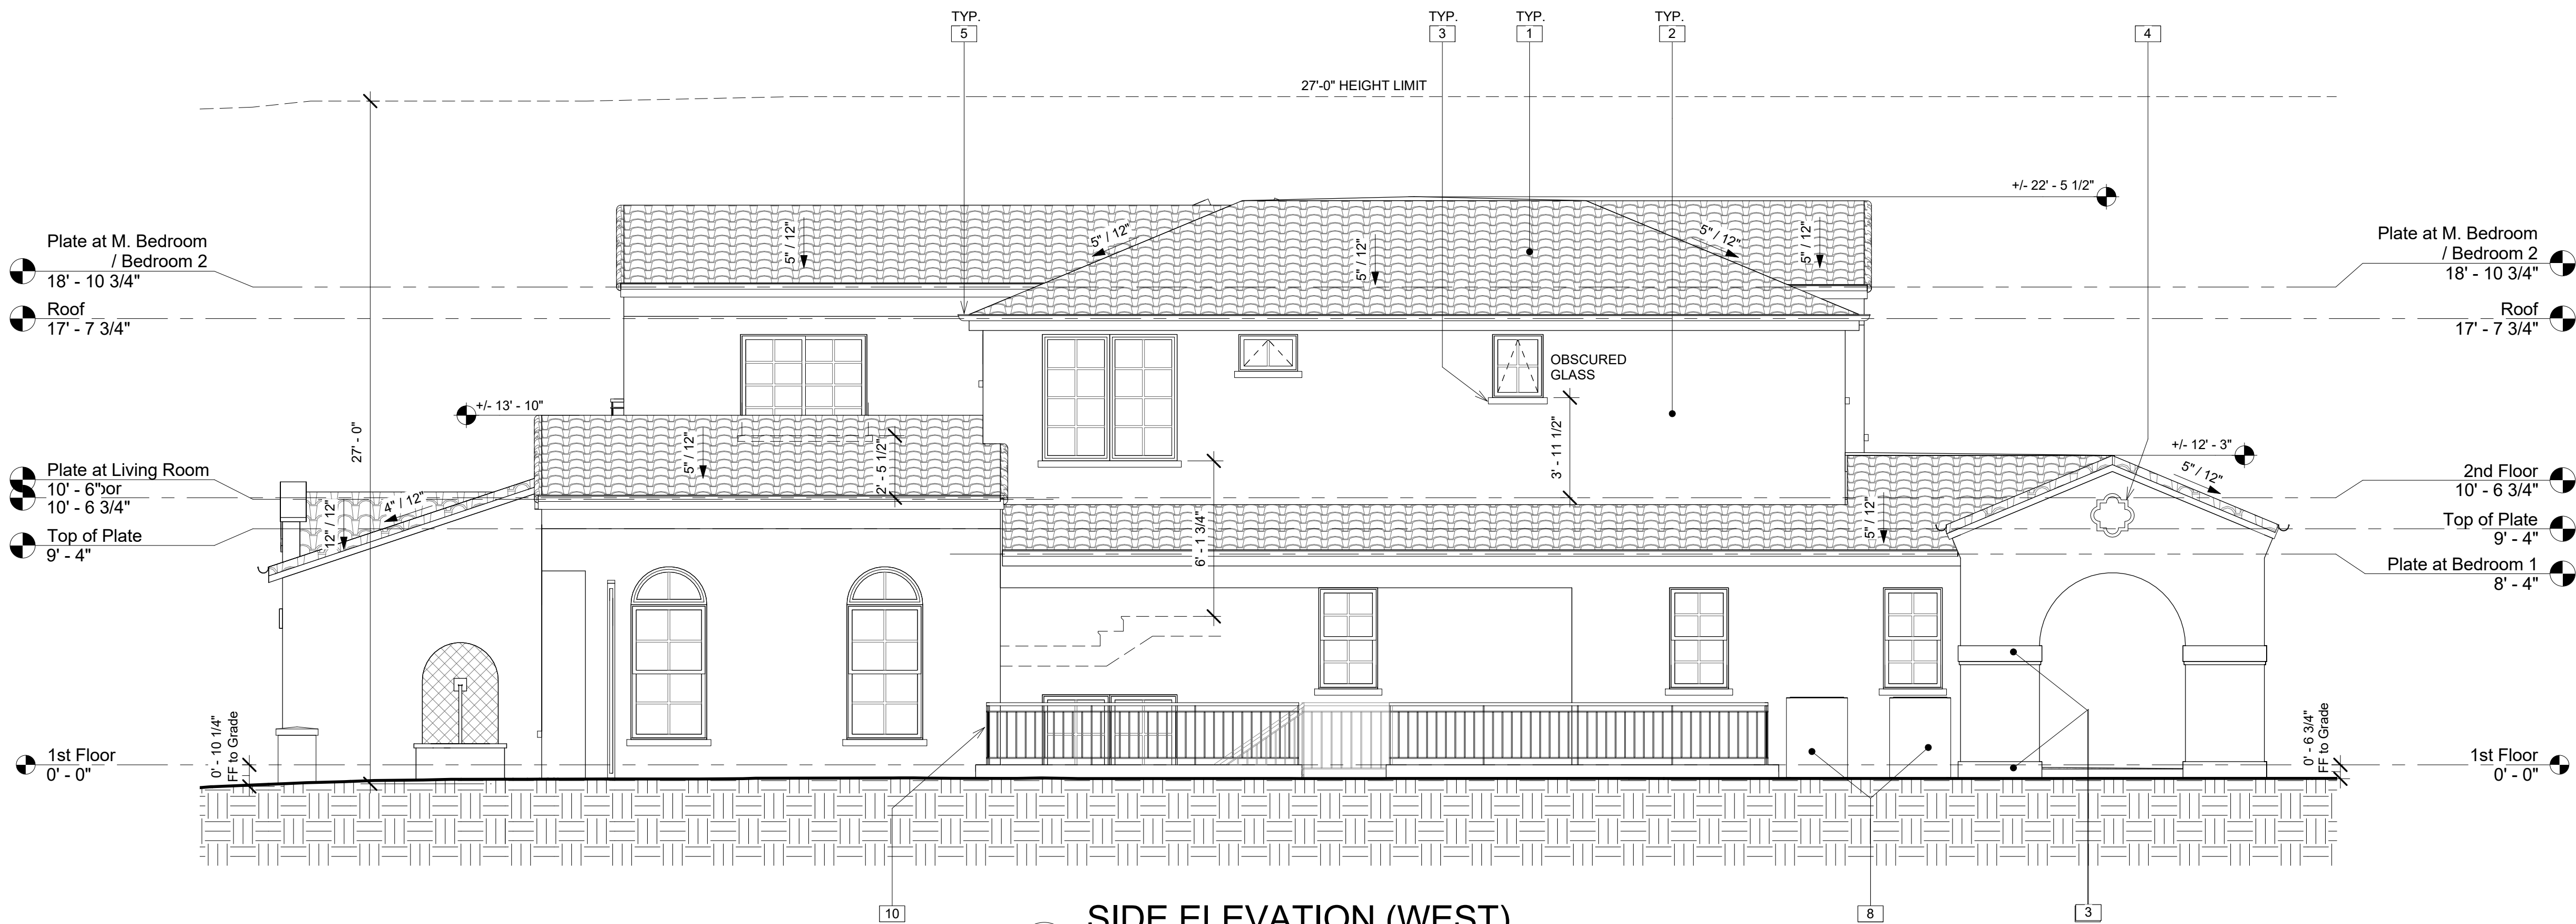 TYP.
5
TYP.
3
TYP.
1
TYP.
2
4
27'-0" HEIGHT LIMIT
+/- 22' - 5 1/2"
Plate at M. Bedroom
/ Bedroom 2
18' - 10 3/4"
Roof
17' - 7 3/4"
5" / 12"
5" / 12"
5" / 12"
5" / 12"
5" / 12"
Plate at M. Bedroom
/ Bedroom 2
18' - 10 3/4"
Roof
17' - 7 3/4"
OBSCURED
GLASS
+/- 13' - 10"
27' - 0"
5" / 12"
2' - 5 1/2"
3' - 11 1/2"
+/- 12' - 3"
5" / 12"
Plate at Living Room
10' - 6"
10' - 6 3/4"
Top of Plate
9' - 4"
12" / 12"
4" / 12"
6' - 1 3/4"
5" / 12"
2nd Floor
10' - 6 3/4"
Top of Plate
9' - 4"
Plate at Bedroom 1
8' - 4"
1st Floor
0' - 0"
0' - 10 1/4"
FF to Grade
0' - 6 3/4"
FF to Grade
1st Floor
0' - 0"
10
SIDE ELEVATION (WEST)
8
3